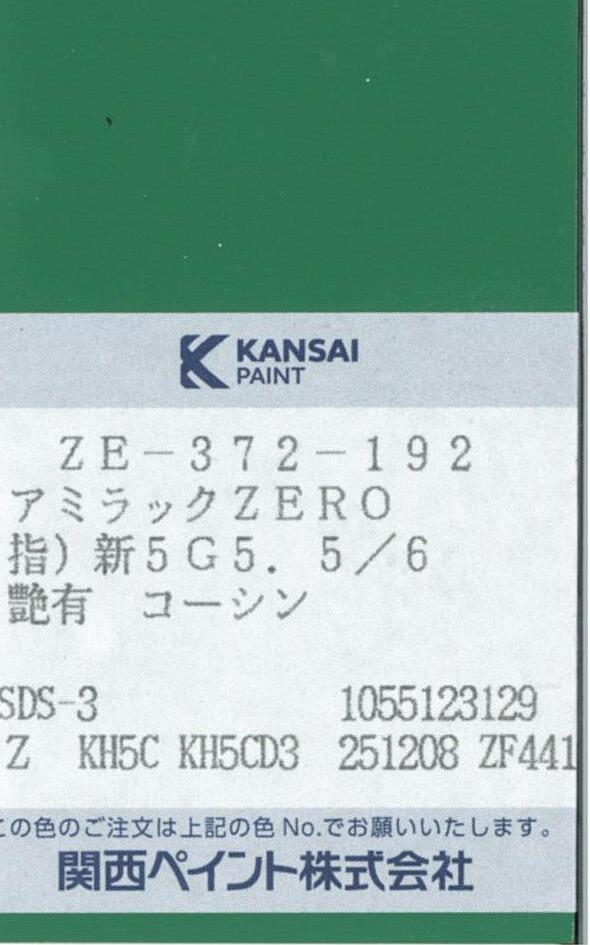 KANSAI
PAINT
ZE-372-192
アミラックZERO
指）新5G5．5／6
艶有　コーシン
SDS-3 1055123129
Z KH5C KH5CD3 251208 ZF441
この色のご注文は上記の色No.でお願いいたします。
関西ペイント株式会社